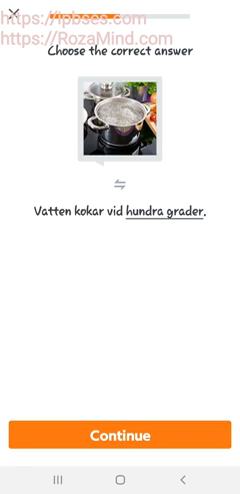 https://ipbses.com
https://RozaMind.com
Choose the correct answer
Vatten kokar vid hundra grader.
Continue